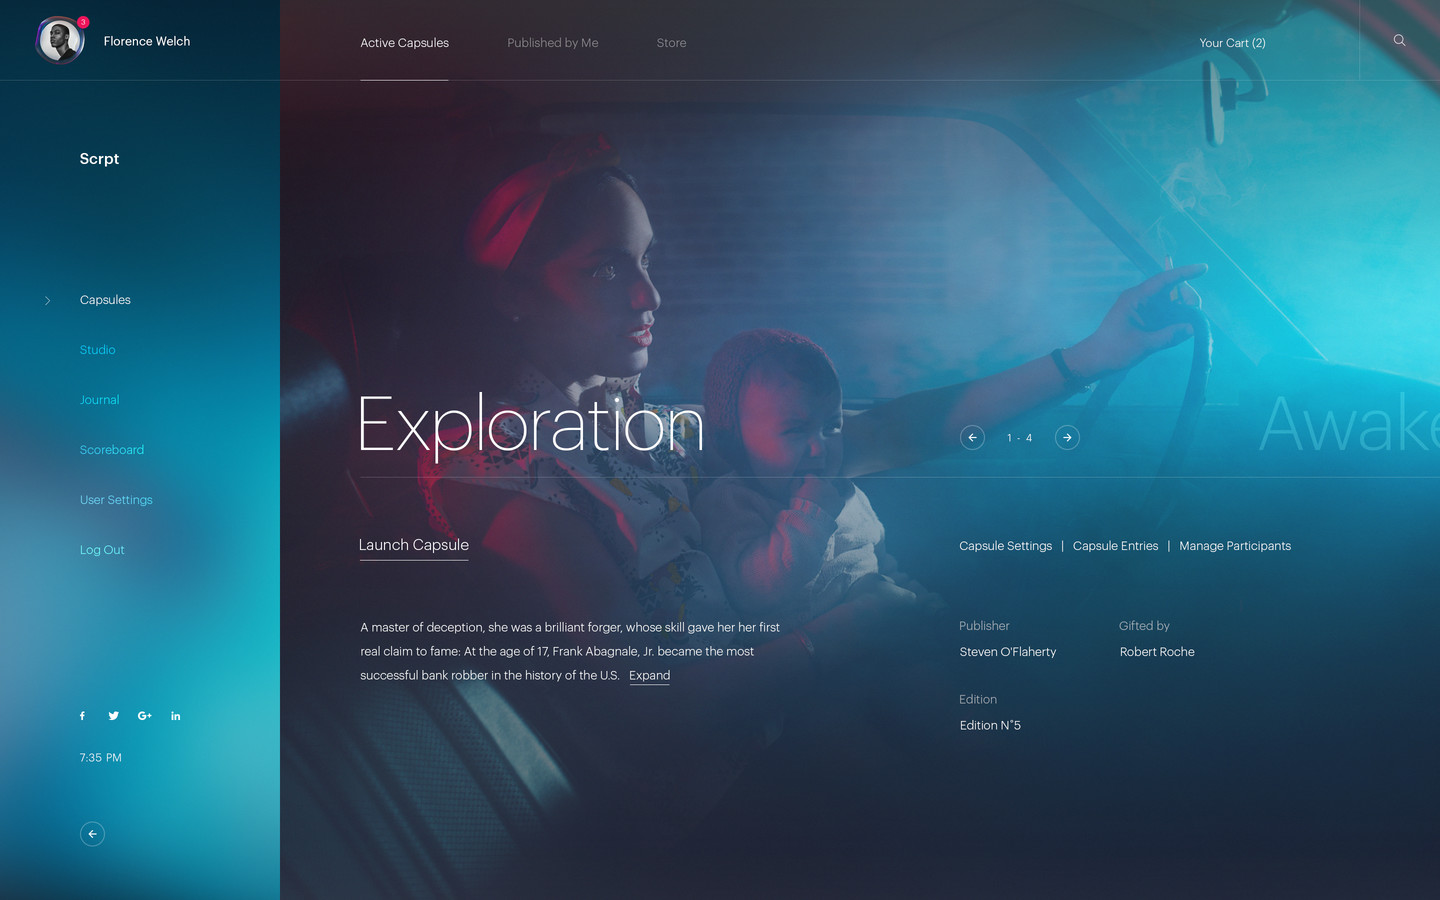 3
Florence Welch
Active Capsules
Published by Me
Store
Your Cart (2)
Scrpt
Capsules
Studio
Journal
Scoreboard
User Settings
Log Out
f
G+
in
7:35 PM
Exploration
1 - 4
Awake
Launch Capsule
Capsule Settings | Capsule Entries | Manage Participants
A master of deception, she was a brilliant forger, whose skill gave her her first
real claim to fame: At the age of 17, Frank Abagnale, Jr. became the most
successful bank robber in the history of the U.S. Expand
Publisher
Steven O'Flaherty
Gifted by
Robert Roche
Edition
Edition N°5